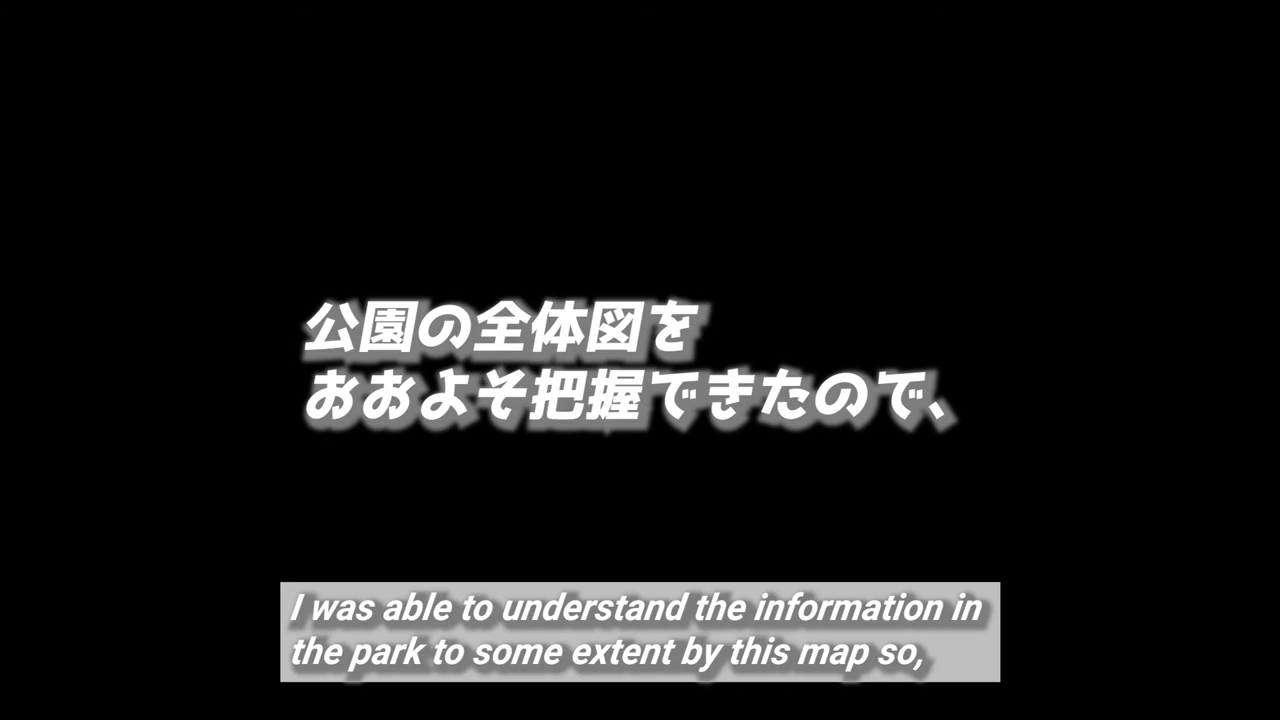 公園の全体図を
おおよそ把握できたので、
I was able to understand the information in
the park to some extent by this map so,